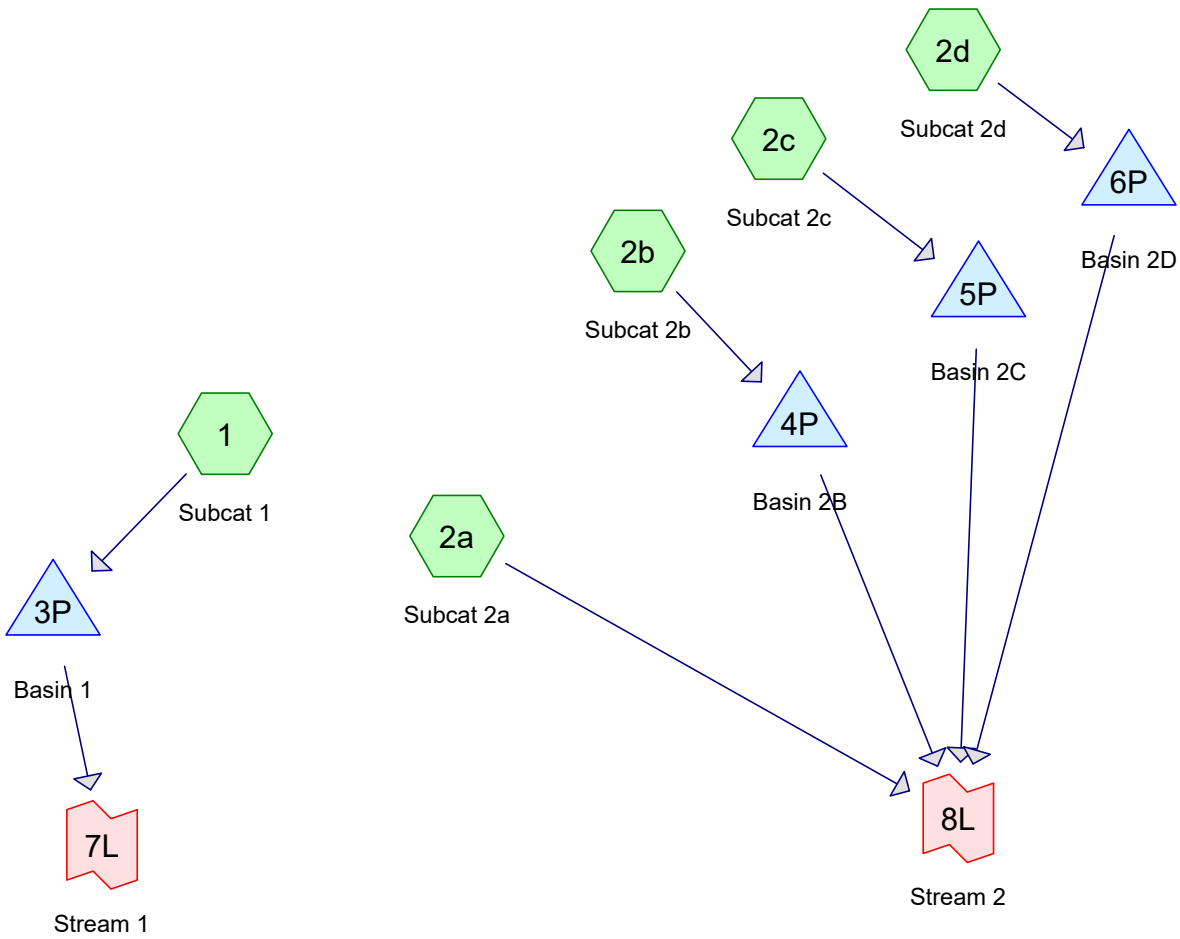 2d
Subcat 2d
2c
Subcat 2c
6P
Basin 2D
2b
Subcat 2b
5P
Basin 2C
4P
Basin 2B
1
Subcat 1
2a
Subcat 2a
3P
Basin 1
7L
Stream 1
8L
Stream 2